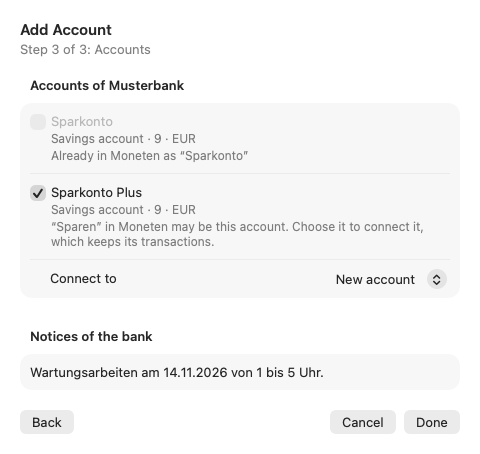 Add Account
Step 3 of 3: Accounts
Accounts of Musterbank
Sparkonto
Savings account · 9 · EUR
Already in Moneten as “Sparkonto”
Sparkonto Plus
Savings account · 9 · EUR
“Sparen” in Moneten may be this account. Choose it to connect it,
which keeps its transactions.
Connect to New account
Notices of the bank
Wartungsarbeiten am 14.11.2026 von 1 bis 5 Uhr.
Back Cancel Done